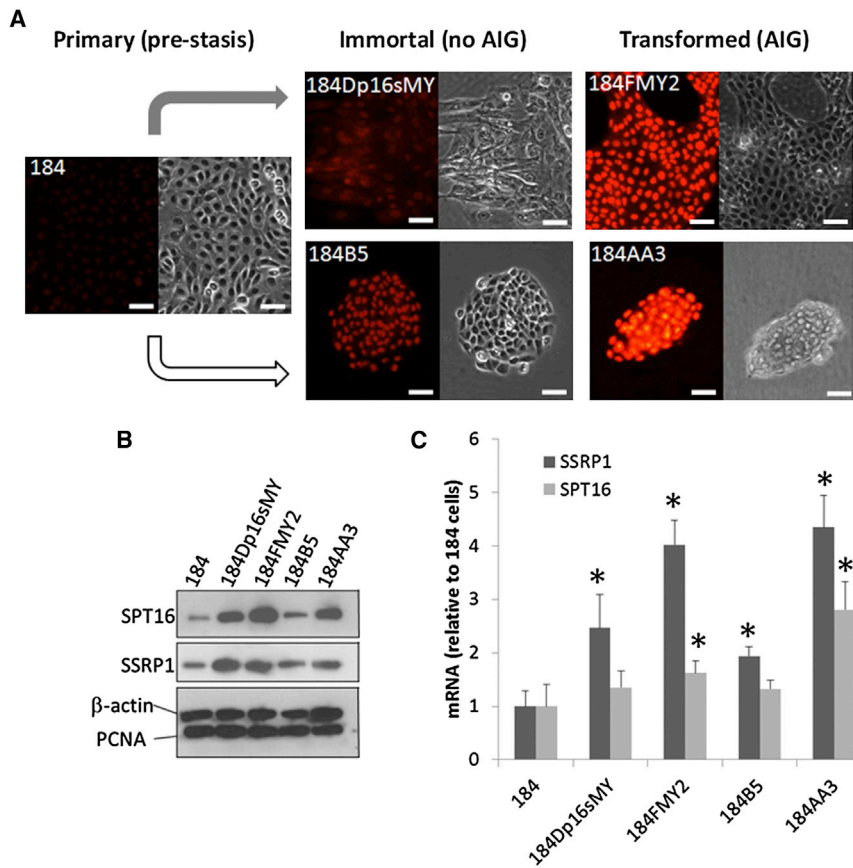 A
Primary (pre-stasis)
Immortal (no AIG)
Transformed (AIG)
184
184Dp16sMY
184FMY2
184B5
184AA3
B
184
184Dp16sMY
184FMY2
184B5
184AA3
SPT16
SSRP1
β-actin
PCNA
C
mRNA (relative to 184 cells)
6
5
4
3
2
1
0
SSRP1
SPT16
*
*
*
*
*
*
184
184Dp16sMY
184FMY2
184B5
184AA3